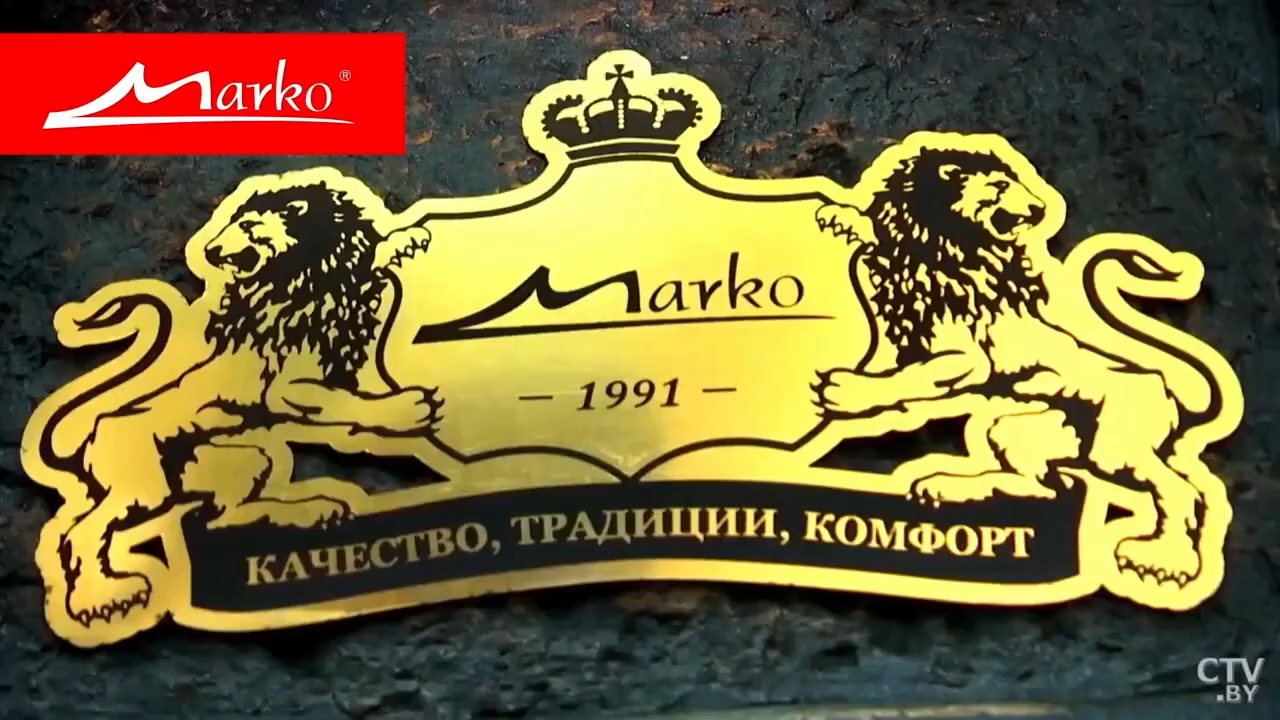 Marko®
Marko
– 1991 –
КАЧЕСТВО, ТРАДИЦИИ, КОМФОРТ
CTV
.BY